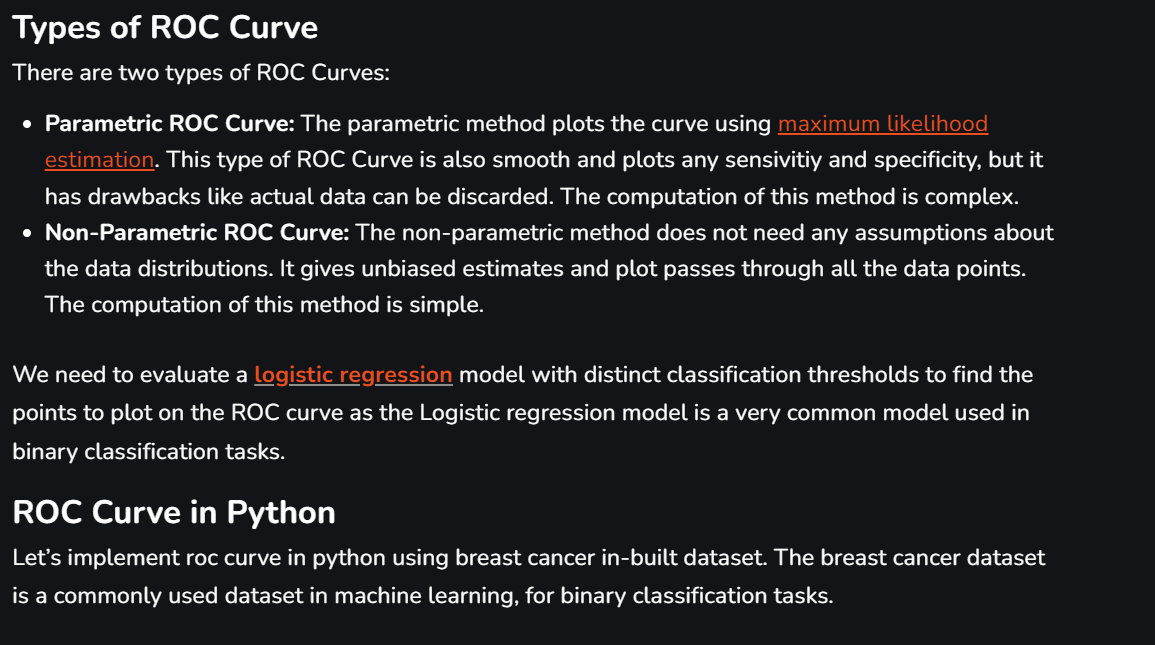 Types of ROC Curve
There are two types of ROC Curves:
• Parametric ROC Curve: The parametric method plots the curve using maximum likelihood
estimation. This type of ROC Curve is also smooth and plots any sensivitiy and specificity, but it
has drawbacks like actual data can be discarded. The computation of this method is complex.
• Non-Parametric ROC Curve: The non-parametric method does not need any assumptions about
the data distributions. It gives unbiased estimates and plot passes through all the data points.
The computation of this method is simple.
We need to evaluate a logistic regression model with distinct classification thresholds to find the
points to plot on the ROC curve as the Logistic regression model is a very common model used in
binary classification tasks.
ROC Curve in Python
Let’s implement roc curve in python using breast cancer in-built dataset. The breast cancer dataset
is a commonly used dataset in machine learning, for binary classification tasks.